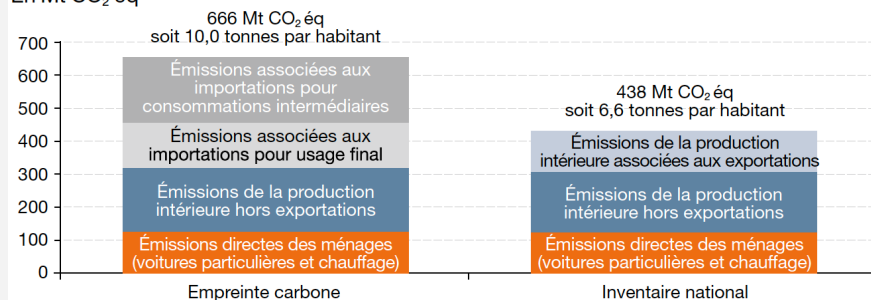 En Mt CO₂ éq
666 Mt CO₂ éq
soit 10,0 tonnes par habitant
438 Mt CO₂ éq
soit 6,6 tonnes par habitant
700
600
500
400
300
200
100
0
Émissions associées aux
importations pour
consommations intermédiaires
Émissions associées aux
importations pour usage final
Émissions de la production
intérieure hors exportations
Émissions directes des ménages
(voitures particulières et chauffage)
Émissions de la production
intérieure associées aux exportations
Émissions de la production
intérieure hors exportations
Émissions directes des ménages
(voitures particulières et chauffage)
Empreinte carbone
Inventaire national